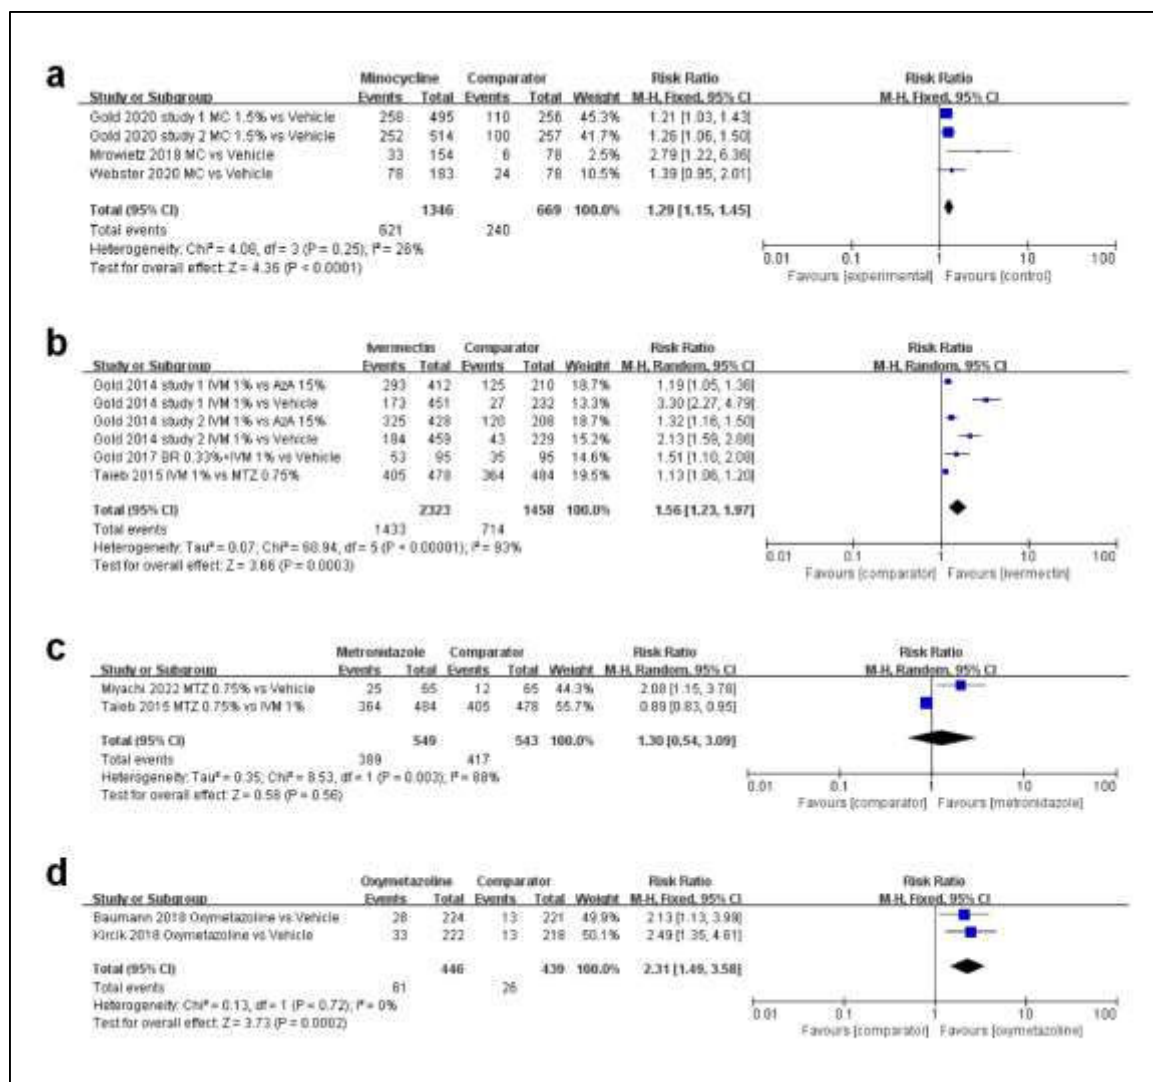 a
Minocycline Comparator Risk Ratio Risk Ratio
Study or Subgroup Events Total Events Total Weight M-H, Fixed, 95% CI M-H, Fixed, 95% CI
Gold 2020 study 1 MC 1.5% vs Vehicle 258 495 110 256 45.3% 1.21 [1.03, 1.43]
Gold 2020 study 2 MC 1.5% vs Vehicle 252 514 100 257 41.7% 1.26 [1.06, 1.50]
Mrowietz 2018 MC vs Vehicle 33 154 6 78 2.5% 2.79 [1.22, 6.36]
Webster 2020 MC vs Vehicle 78 183 24 78 10.5% 1.39 [0.95, 2.01]
Total (95% CI) 1346 669 100.0% 1.29 [1.15, 1.45]
Total events 621 240
Heterogeneity: Chi² = 4.08, df = 3 (P = 0.25); I² = 26%
Test for overall effect: Z = 4.36 (P < 0.0001)
0.01 0.1 1 10 100
Favours [experimental] Favours [control]
b
Ivermectin Comparator Risk Ratio Risk Ratio
Study or Subgroup Events Total Events Total Weight M-H, Random, 95% CI M-H, Random, 95% CI
Gold 2014 study 1 IVM 1% vs AzA 15% 293 412 125 210 18.7% 1.19 [1.05, 1.36]
Gold 2014 study 1 IVM 1% vs Vehicle 173 451 27 232 13.3% 3.30 [2.27, 4.79]
Gold 2014 study 2 IVM 1% vs AzA 15% 325 428 120 208 18.7% 1.32 [1.16, 1.50]
Gold 2014 study 2 IVM 1% vs Vehicle 184 459 43 229 15.2% 2.13 [1.59, 2.86]
Gold 2017 BR 0.33%+IVM 1% vs Vehicle 53 95 35 95 14.6% 1.51 [1.10, 2.08]
Taieb 2015 IVM 1% vs MTZ 0.75% 405 478 364 484 19.5% 1.13 [1.06, 1.20]
Total (95% CI) 2323 1458 100.0% 1.56 [1.23, 1.97]
Total events 1433 714
Heterogeneity: Tau² = 0.07; Chi² = 68.94, df = 5 (P < 0.00001); I² = 93%
Test for overall effect: Z = 3.66 (P = 0.0003)
0.01 0.1 1 10 100
Favours [comparator] Favours [ivermectin]
c
Metronidazole Comparator Risk Ratio Risk Ratio
Study or Subgroup Events Total Events Total Weight M-H, Random, 95% CI M-H, Random, 95% CI
Miyachi 2022 MTZ 0.75% vs Vehicle 25 65 12 65 44.3% 2.08 [1.15, 3.78]
Taieb 2015 MTZ 0.75% vs IVM 1% 364 484 405 478 55.7% 0.89 [0.83, 0.95]
Total (95% CI) 549 543 100.0% 1.30 [0.54, 3.09]
Total events 389 417
Heterogeneity: Tau² = 0.35; Chi² = 8.53, df = 1 (P = 0.003); I² = 88%
Test for overall effect: Z = 0.58 (P = 0.56)
0.01 0.1 1 10 100
Favours [comparator] Favours [metronidazole]
d
Oxymetazoline Comparator Risk Ratio Risk Ratio
Study or Subgroup Events Total Events Total Weight M-H, Fixed, 95% CI M-H, Fixed, 95% CI
Baumann 2018 Oxymetazoline vs Vehicle 28 224 13 221 49.9% 2.13 [1.13, 3.99]
Kircik 2018 Oxymetazoline vs Vehicle 33 222 13 218 50.1% 2.49 [1.35, 4.61]
Total (95% CI) 446 439 100.0% 2.31 [1.49, 3.58]
Total events 61 26
Heterogeneity: Chi² = 0.13, df = 1 (P = 0.72); I² = 0%
Test for overall effect: Z = 3.73 (P = 0.0002)
0.01 0.1 1 10 100
Favours [comparator] Favours [oxymetazoline]